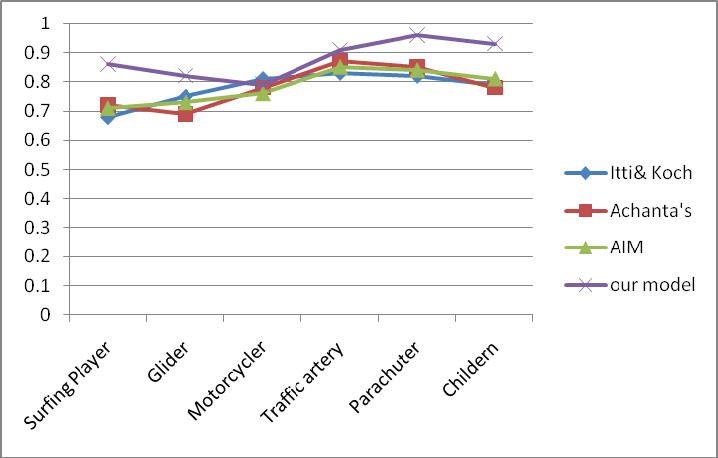 1
0.9
0.8
0.7
0.6
0.5
0.4
0.3
0.2
0.1
0
Surfing Player
Glider
Motorcycler
Traffic artery
Parachuter
Childern
Itti& Koch
Achanta's
AIM
our model